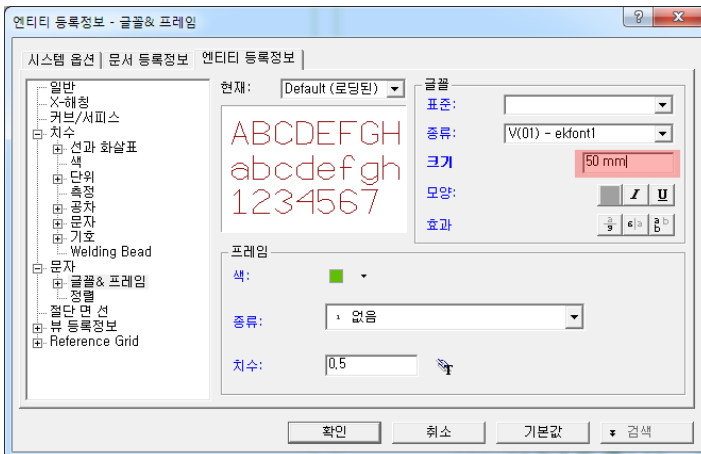 엔티티 등록정보 - 글꼴& 프레임
시스템 옵션 문서 등록정보 엔티티 등록정보
일반
X-해칭
커브/서피스
치수
선과 화살표
색
단위
측정
공차
문자
기호
Welding Bead
문자
글꼴& 프레임
정렬
절단 면 선
뷰 등록정보
Reference Grid
현재: Default (로딩된)
ABCDEFGH
abcdefgh
1234567
글꼴
표준:
종류: V(01) - ekfont1
크기 50 mm
모양: I U
효과
프레임
색:
종류: 1 없음
치수: 0.5
확인 취소 기본값 검색